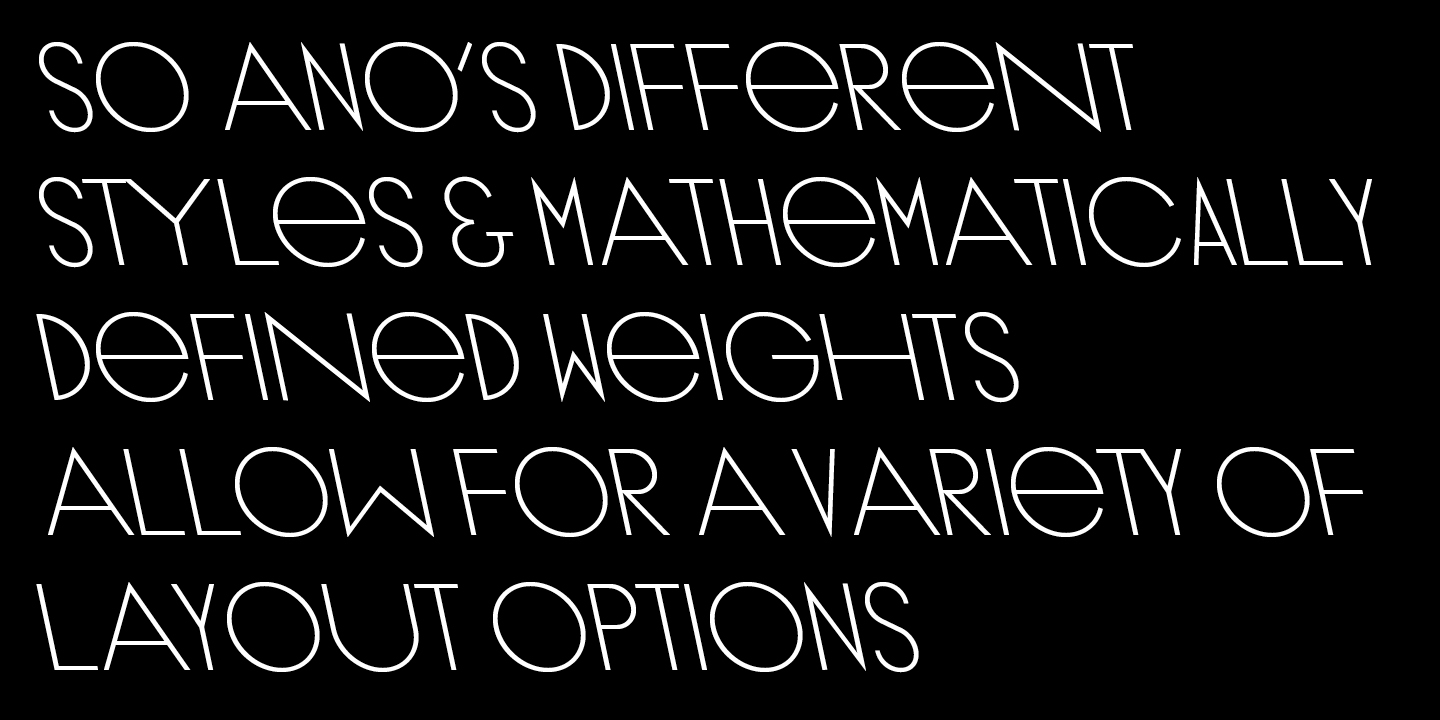 SO ANO'S DIFFeReNT
STYLeS & MATHeMATICALLY
DeFINeD WeIGHTS
ALLOW FOR A VARIeTY OF
LAYOUT OPTIONS